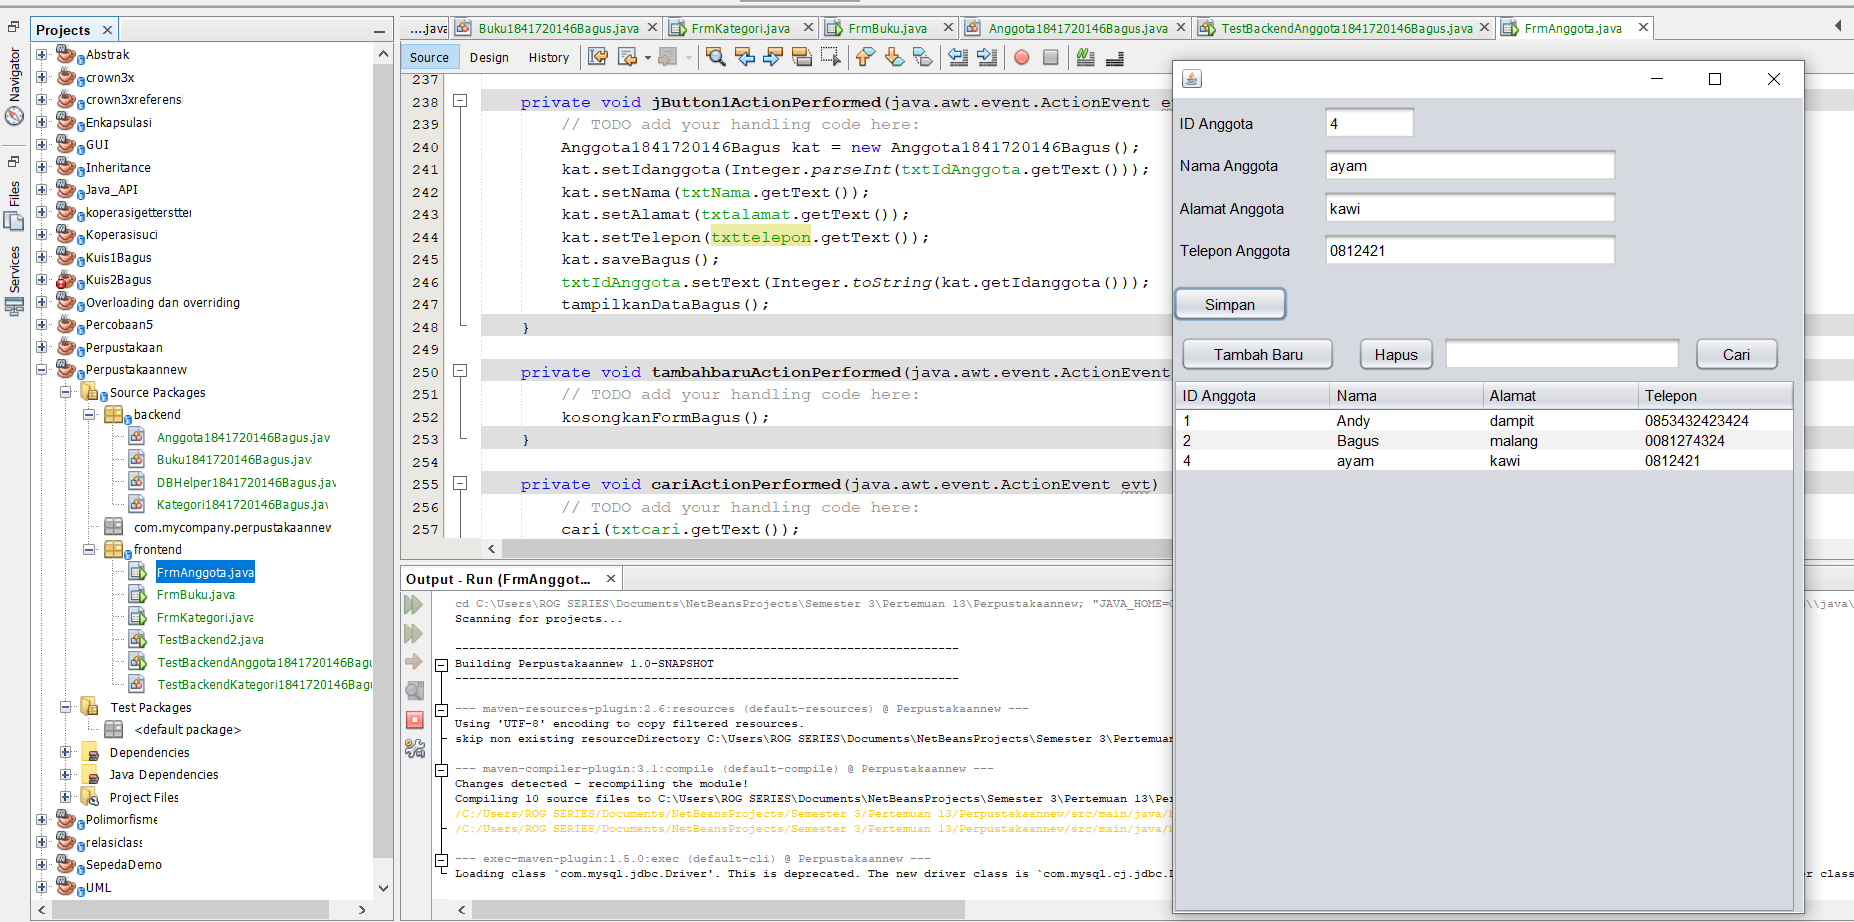 Projects
Navigator
Files
Services
Abstrak
crown3x
crown3xreferensi
Enkapsulasi
GUI
Inheritance
Java_API
koperasigetterstter
Koperasisuci
Kuis1Bagus
Kuis2Bagus
Overloading dan overriding
Percobaan5
Perpustakaan
Perpustakaannew
Source Packages
backend
Anggota1841720146Bagus.jav
Buku1841720146Bagus.jav
DBHelper1841720146Bagus.jav
Kategori1841720146Bagus.jav
com.mycompany.perpustakaannew
frontend
FrmAnggota.java
FrmBuku.java
FrmKategori.java
TestBackend2.java
TestBackendAnggota1841720146Bagu
TestBackendKategori1841720146Bagu
Test Packages
<default package>
Dependencies
Java Dependencies
Project Files
Polimorfisme
relasiclass
SepedaDemo
UML
....java Buku1841720146Bagus.java FrmKategori.java FrmBuku.java Anggota1841720146Bagus.java TestBackendAnggota1841720146Bagus.java FrmAnggota.java
Source Design History
237
238 private void jButton1ActionPerformed(java.awt.event.ActionEvent e
239 // TODO add your handling code here:
240 Anggota1841720146Bagus kat = new Anggota1841720146Bagus();
241 kat.setIdanggota(Integer.parseInt(txtIdAnggota.getText()));
242 kat.setNama(txtNama.getText());
243 kat.setAlamat(txtalamat.getText());
244 kat.setTelepon(txttelepon.getText());
245 kat.saveBagus();
246 txtIdAnggota.setText(Integer.toString(kat.getIdanggota()));
247 tampilkanDataBagus();
248 }
249
250 private void tambahbaruActionPerformed(java.awt.event.ActionEvent
251 // TODO add your handling code here:
252 kosongkanFormBagus();
253 }
254
255 private void cariActionPerformed(java.awt.event.ActionEvent evt)
256 // TODO add your handling code here:
257 cari(txtcari.getText());
Output - Run (FrmAnggot...
cd C:\Users\ROG SERIES\Documents\NetBeansProjects\Semester 3\Pertemuan 13\Perpustakaannew; "JAVA_HOME=C
s\\java\
Scanning for projects...
------------------------------------------------------------------------
Building Perpustakaannew 1.0-SNAPSHOT
------------------------------------------------------------------------
--- maven-resources-plugin:2.6:resources (default-resources) @ Perpustakaannew ---
Using 'UTF-8' encoding to copy filtered resources.
skip non existing resourceDirectory C:\Users\ROG SERIES\Documents\NetBeansProjects\Semester 3\Pertemuan
--- maven-compiler-plugin:3.1:compile (default-compile) @ Perpustakaannew ---
Changes detected - recompiling the module!
Compiling 10 source files to C:\Users\ROG SERIES\Documents\NetBeansProjects\Semester 3\Pertemuan 13\Per
/C:/Users/ROG SERIES/Documents/NetBeansProjects/Semester 3/Pertemuan 13/Perpustakaannew/src/main/java/b
/C:/Users/ROG SERIES/Documents/NetBeansProjects/Semester 3/Pertemuan 13/Perpustakaannew/src/main/java/b
--- exec-maven-plugin:1.5.0:exec (default-cli) @ Perpustakaannew ---
Loading class `com.mysql.jdbc.Driver'. This is deprecated. The new driver class is `com.mysql.cj.jdbc.
er class
ID Anggota 4
Nama Anggota ayam
Alamat Anggota kawi
Telepon Anggota 0812421
Simpan
Tambah Baru Hapus Cari
ID Anggota Nama Alamat Telepon
1 Andy dampit 0853432423424
2 Bagus malang 0081274324
4 ayam kawi 0812421